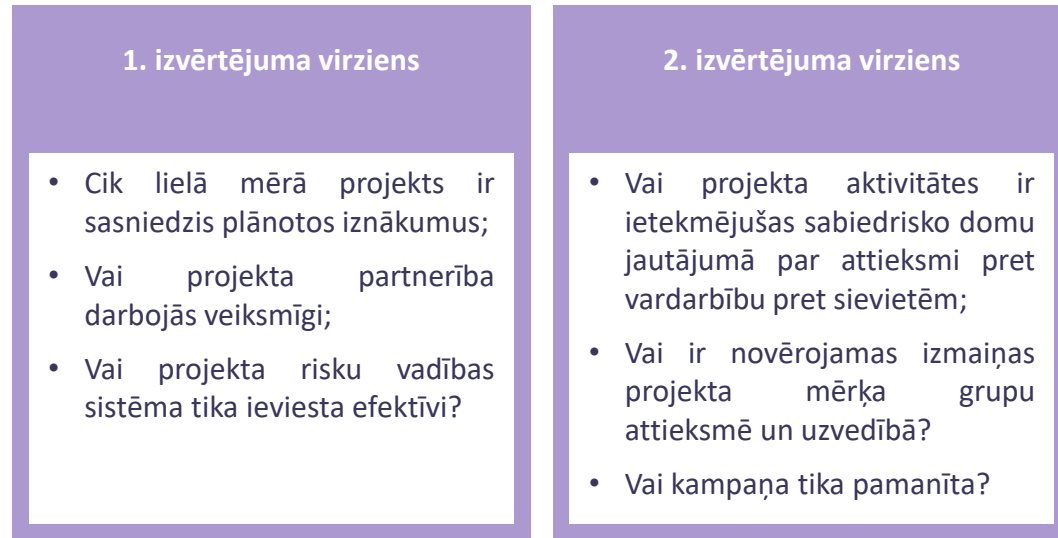 1. izvērtējuma virziens
• Cik lielā mērā projekts ir
sasniedzis plānotos iznākumus;
• Vai projekta partnerība
darbojās veiksmīgi;
• Vai projekta risku vadības
sistēma tika ieviesta efektīvi?
2. izvērtējuma virziens
• Vai projekta aktivitātes ir
ietekmējušas sabiedrisko domu
jautājumā par attieksmi pret
vardarbību pret sievietēm;
• Vai ir novērojamas izmaiņas
projekta mērķa grupu
attieksmē un uzvedībā?
• Vai kampaņa tika pamanīta?